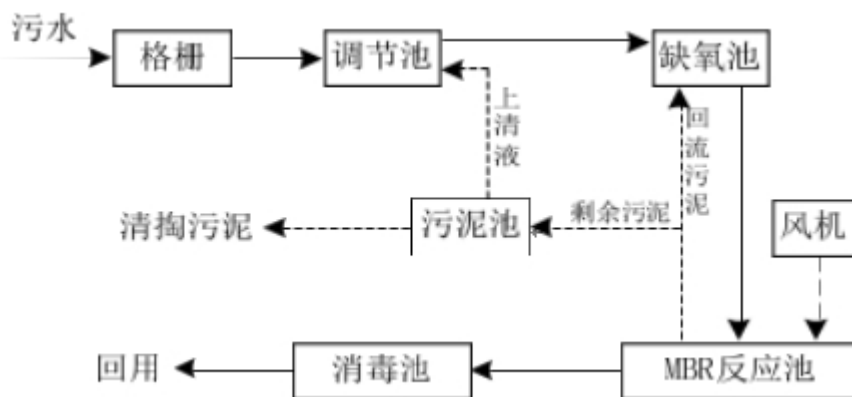 污水
格栅
调节池
缺氧池
上清液
回流污泥
清掏污泥
污泥池
剩余污泥
风机
回用
消毒池
MBR反应池